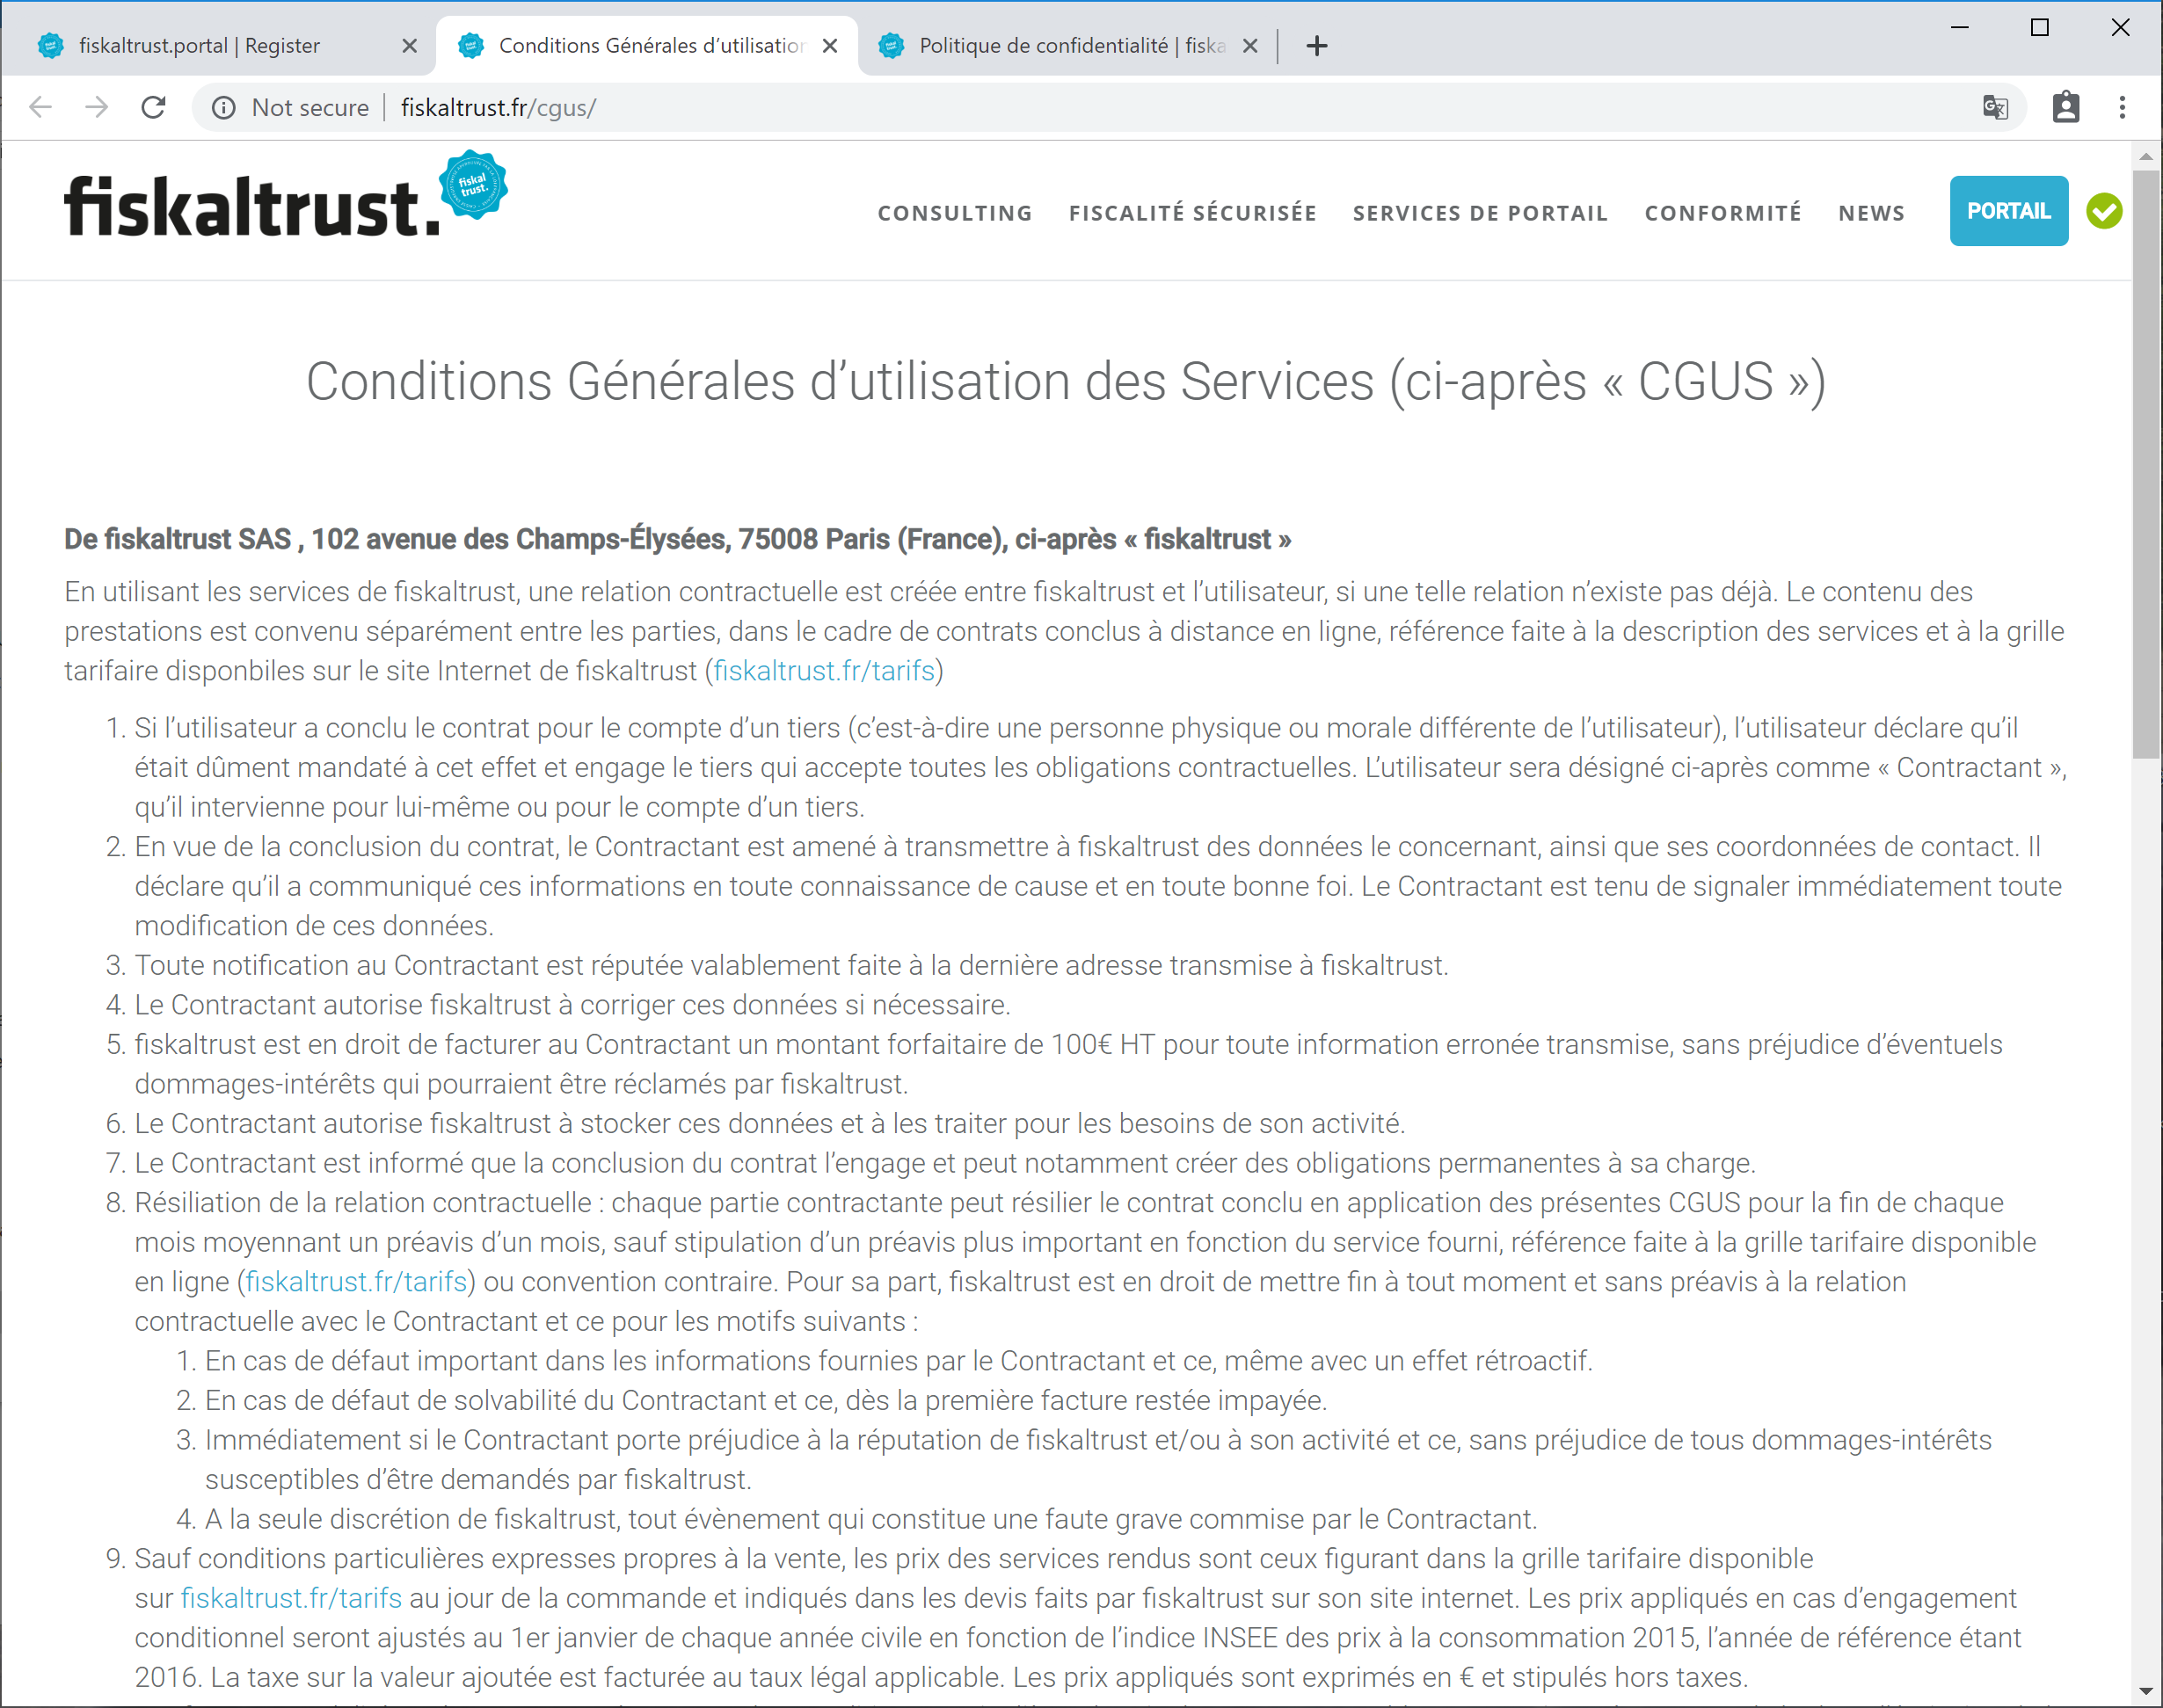 fiskaltrust.portal | Register
Conditions Générales d’utilisation
Politique de confidentialité | fiska
Not secure
fiskaltrust.fr/cgus/
fiskaltrust.
fiskal
trust.
CONSULTING
FISCALITÉ SÉCURISÉE
SERVICES DE PORTAIL
CONFORMITÉ
NEWS
PORTAIL
Conditions Générales d’utilisation des Services (ci-après « CGUS »)
De fiskaltrust SAS , 102 avenue des Champs-Élysées, 75008 Paris (France), ci-après « fiskaltrust »
En utilisant les services de fiskaltrust, une relation contractuelle est créée entre fiskaltrust et l’utilisateur, si une telle relation n’existe pas déjà. Le contenu des
prestations est convenu séparément entre les parties, dans le cadre de contrats conclus à distance en ligne, référence faite à la description des services et à la grille
tarifaire disponbiles sur le site Internet de fiskaltrust (fiskaltrust.fr/tarifs)
1. Si l’utilisateur a conclu le contrat pour le compte d’un tiers (c’est-à-dire une personne physique ou morale différente de l’utilisateur), l’utilisateur déclare qu’il
était dûment mandaté à cet effet et engage le tiers qui accepte toutes les obligations contractuelles. L’utilisateur sera désigné ci-après comme « Contractant »,
qu’il intervienne pour lui-même ou pour le compte d’un tiers.
2. En vue de la conclusion du contrat, le Contractant est amené à transmettre à fiskaltrust des données le concernant, ainsi que ses coordonnées de contact. Il
déclare qu’il a communiqué ces informations en toute connaissance de cause et en toute bonne foi. Le Contractant est tenu de signaler immédiatement toute
modification de ces données.
3. Toute notification au Contractant est réputée valablement faite à la dernière adresse transmise à fiskaltrust.
4. Le Contractant autorise fiskaltrust à corriger ces données si nécessaire.
5. fiskaltrust est en droit de facturer au Contractant un montant forfaitaire de 100€ HT pour toute information erronée transmise, sans préjudice d’éventuels
dommages-intérêts qui pourraient être réclamés par fiskaltrust.
6. Le Contractant autorise fiskaltrust à stocker ces données et à les traiter pour les besoins de son activité.
7. Le Contractant est informé que la conclusion du contrat l’engage et peut notamment créer des obligations permanentes à sa charge.
8. Résiliation de la relation contractuelle : chaque partie contractante peut résilier le contrat conclu en application des présentes CGUS pour la fin de chaque
mois moyennant un préavis d’un mois, sauf stipulation d’un préavis plus important en fonction du service fourni, référence faite à la grille tarifaire disponible
en ligne (fiskaltrust.fr/tarifs) ou convention contraire. Pour sa part, fiskaltrust est en droit de mettre fin à tout moment et sans préavis à la relation
contractuelle avec le Contractant et ce pour les motifs suivants :
1. En cas de défaut important dans les informations fournies par le Contractant et ce, même avec un effet rétroactif.
2. En cas de défaut de solvabilité du Contractant et ce, dès la première facture restée impayée.
3. Immédiatement si le Contractant porte préjudice à la réputation de fiskaltrust et/ou à son activité et ce, sans préjudice de tous dommages-intérêts
susceptibles d’être demandés par fiskaltrust.
4. A la seule discrétion de fiskaltrust, tout évènement qui constitue une faute grave commise par le Contractant.
9. Sauf conditions particulières expresses propres à la vente, les prix des services rendus sont ceux figurant dans la grille tarifaire disponible
sur fiskaltrust.fr/tarifs au jour de la commande et indiqués dans les devis faits par fiskaltrust sur son site internet. Les prix appliqués en cas d’engagement
conditionnel seront ajustés au 1er janvier de chaque année civile en fonction de l’indice INSEE des prix à la consommation 2015, l’année de référence étant
2016. La taxe sur la valeur ajoutée est facturée au taux légal applicable. Les prix appliqués sont exprimés en € et stipulés hors taxes.